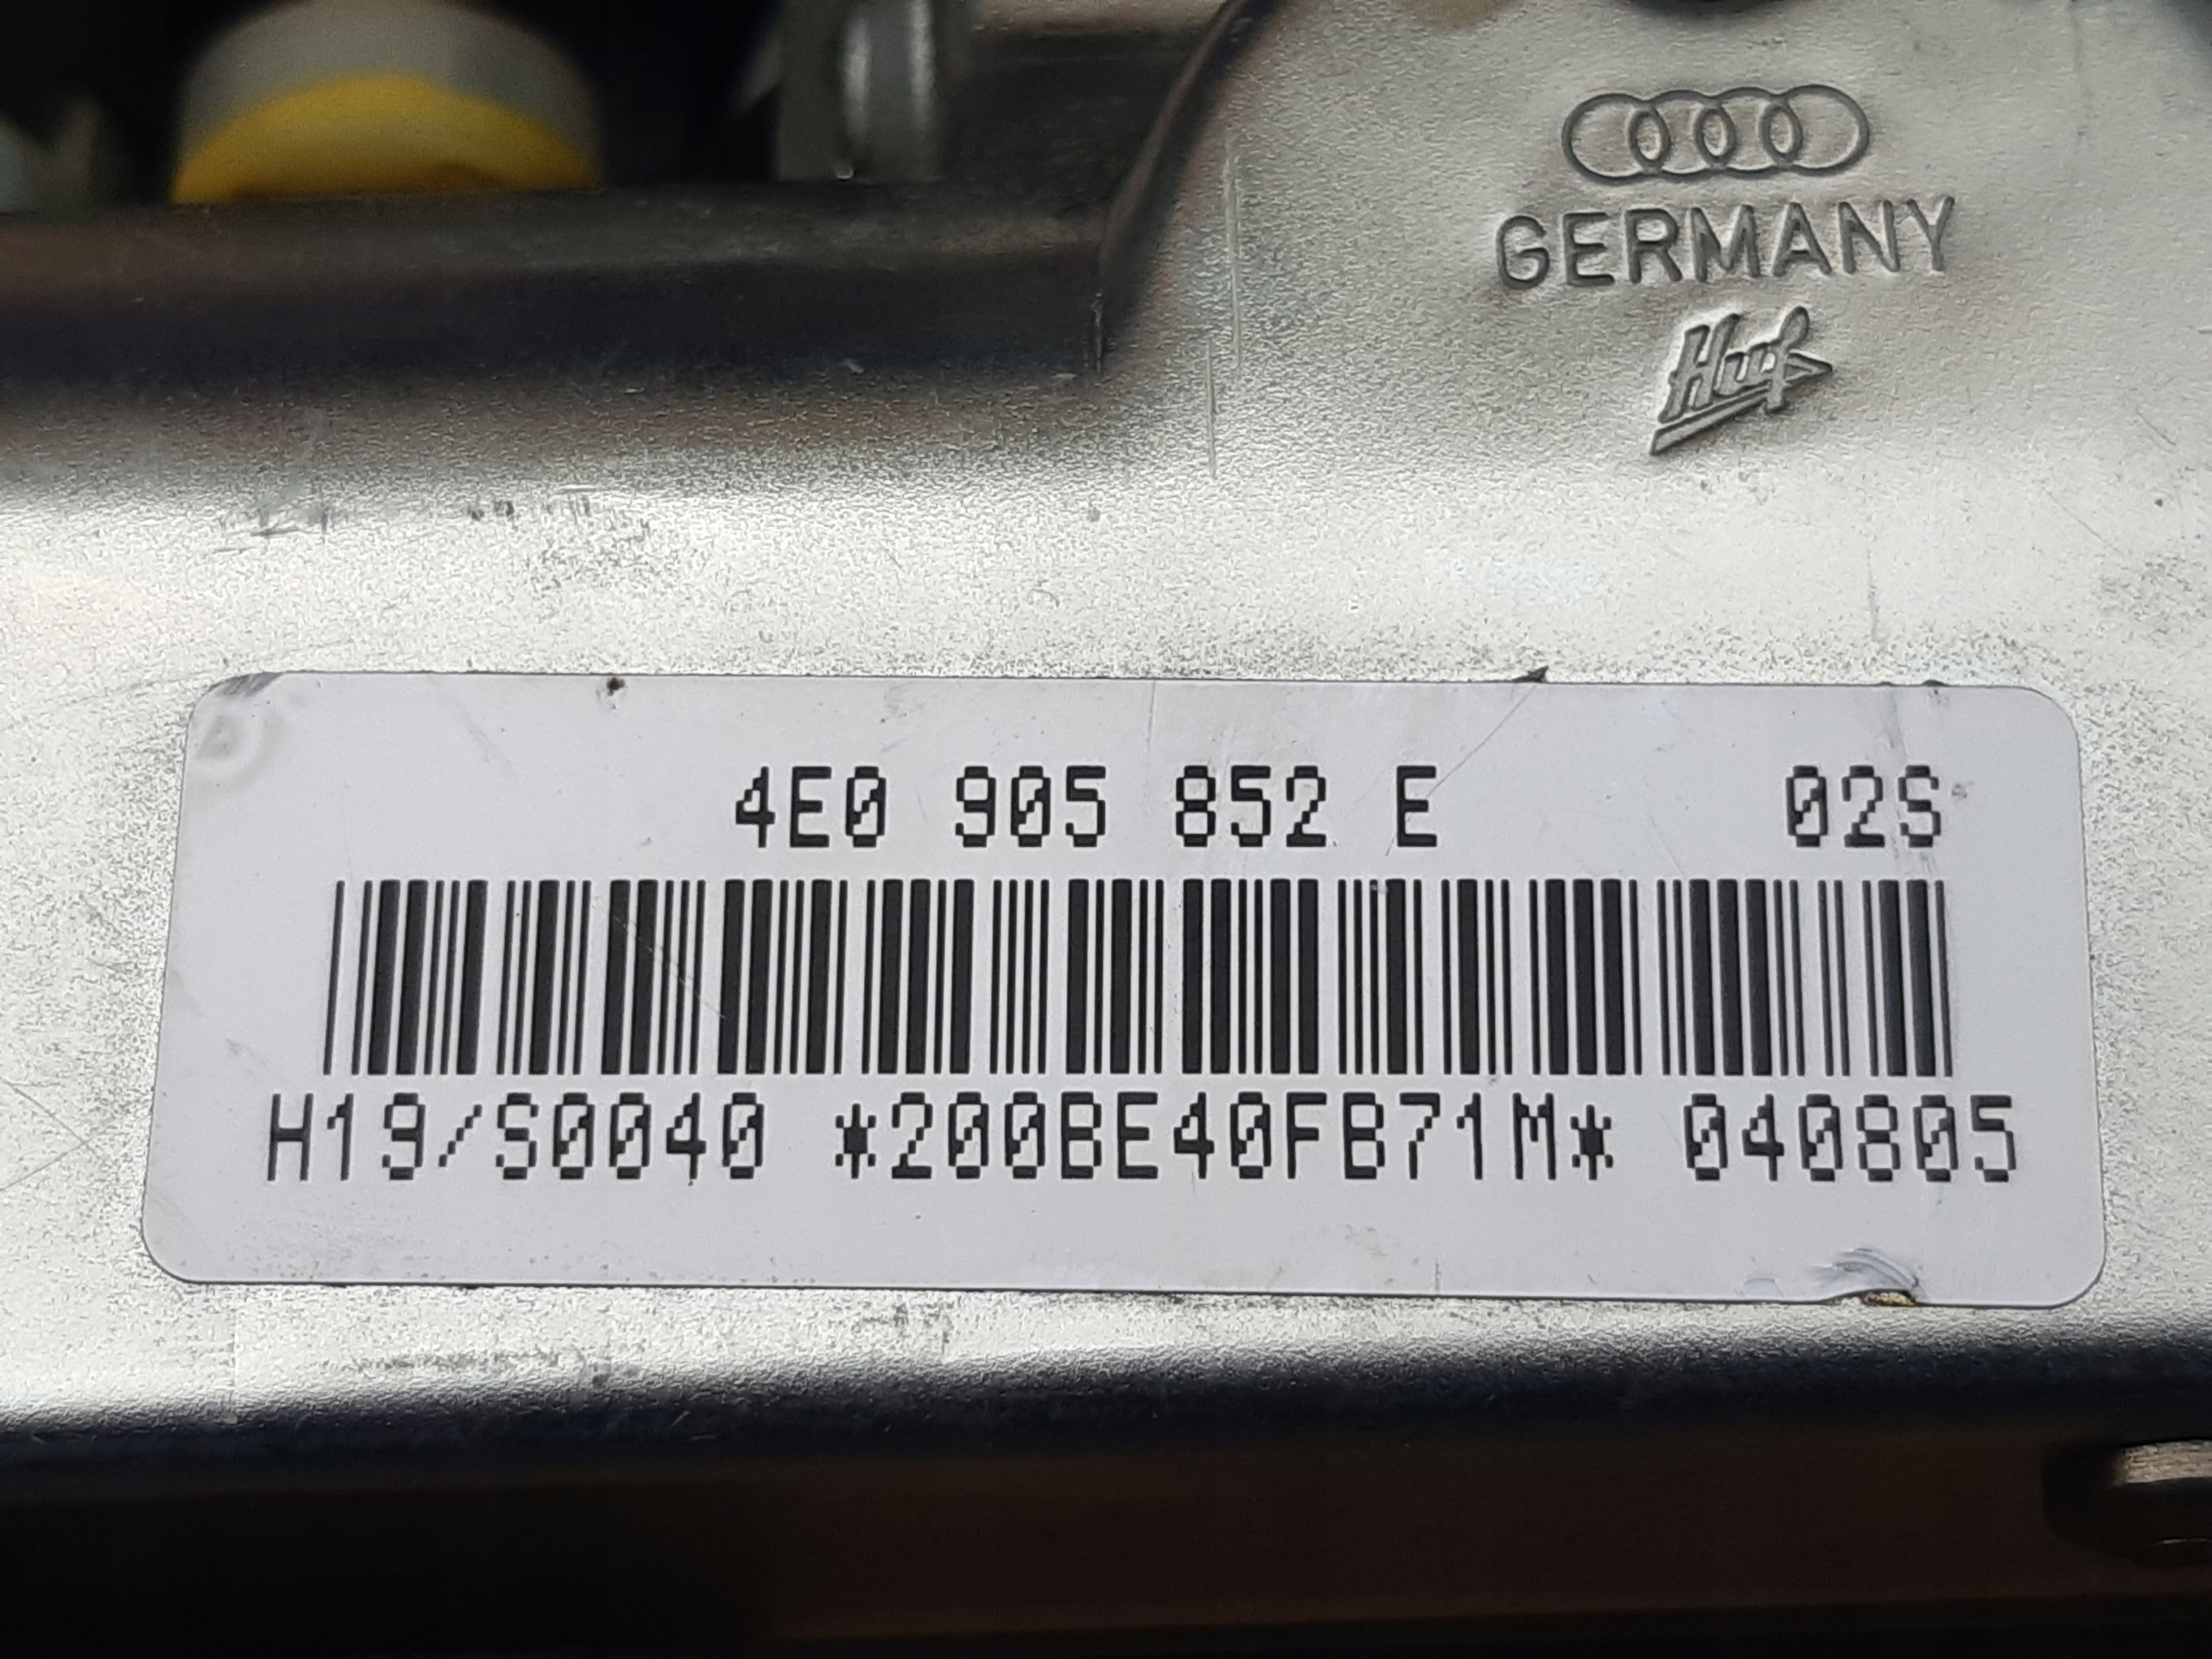 GERMANY
Huf
4E0 905 852 E 02S
H19/S0040 *200BE40FB71M* 040805